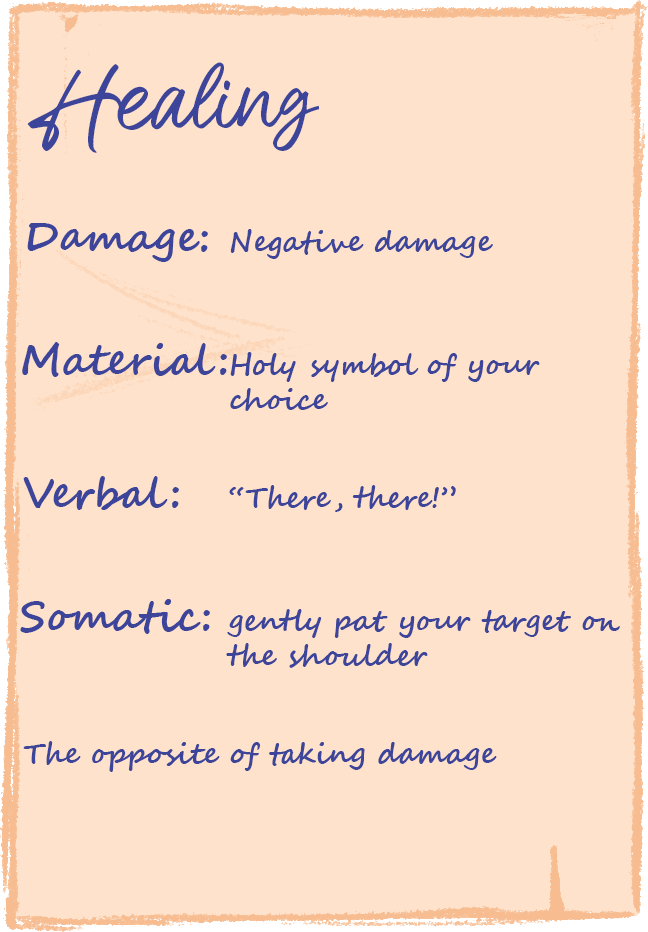 Healing
Damage: Negative damage
Material: Holy symbol of your
choice
Verbal: “There, there!”
Somatic: gently pat your target on
the shoulder
The opposite of taking damage